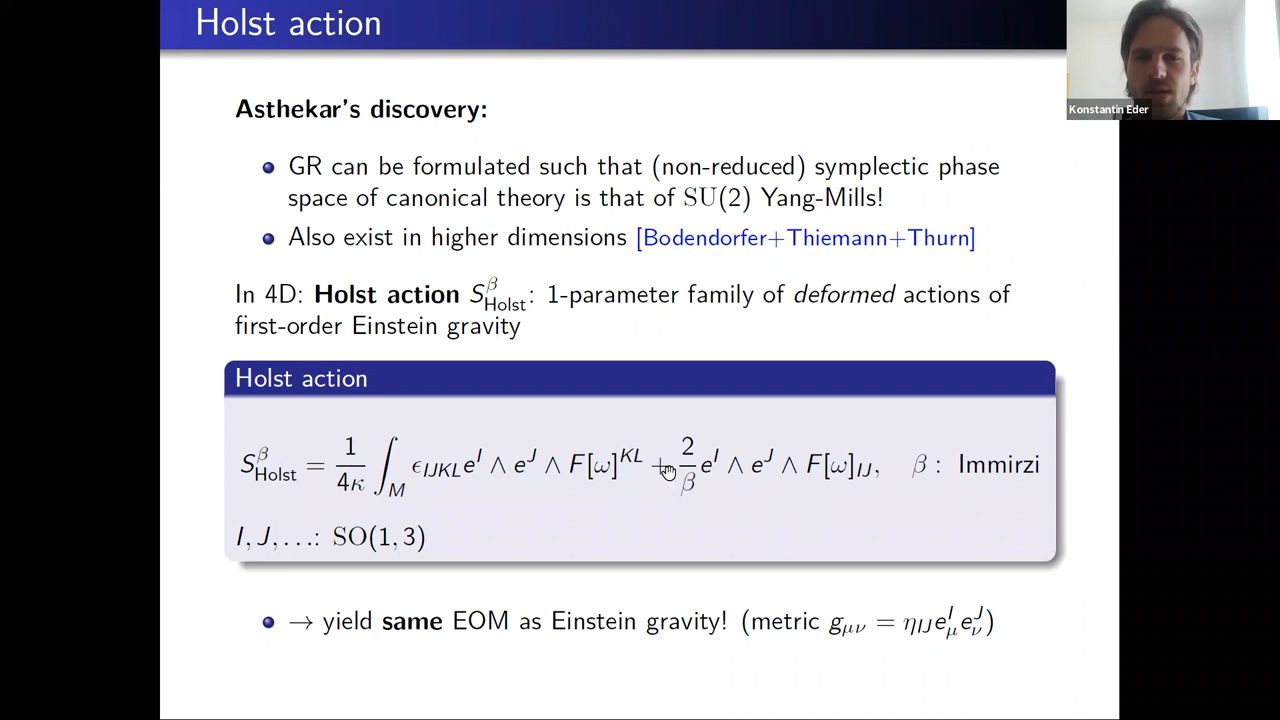 Holst action
Konstantin Eder
Asthekar's discovery:
GR can be formulated such that (non-reduced) symplectic phase
space of canonical theory is that of SU(2) Yang-Mills!
Also exist in higher dimensions [Bodendorfer+Thiemann+Thurn]
In 4D: Holst action S^β_Holst: 1-parameter family of deformed actions of
first-order Einstein gravity
Holst action
S^β_Holst = 1/4κ ∫_M ϵ_IJKL e^I ∧ e^J ∧ F[ω]^KL + 2/β e^I ∧ e^J ∧ F[ω]_IJ, β : Immirzi
I, J, …: SO(1, 3)
→ yield same EOM as Einstein gravity! (metric g_μν = η_IJ e^I_μ e^J_ν)